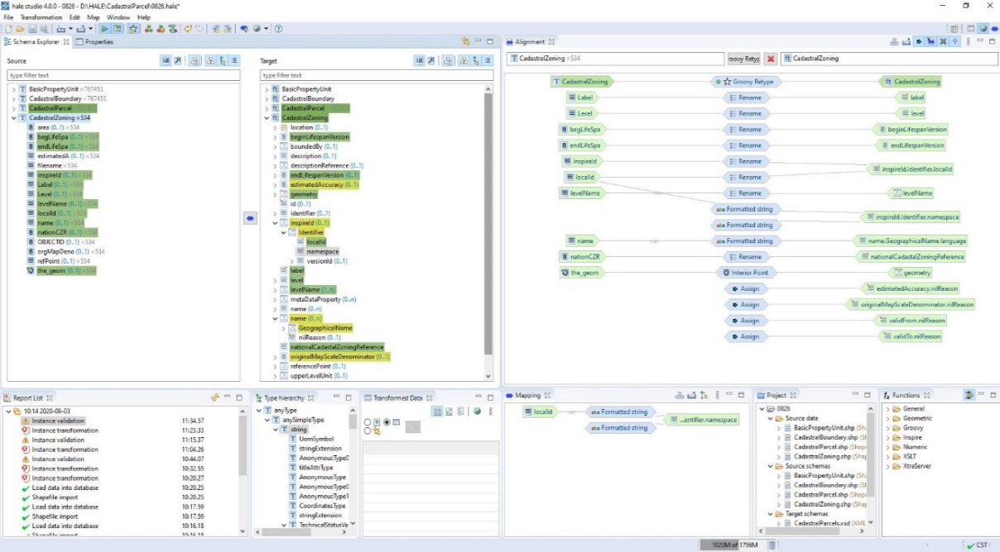 hale studio 4.0.0 - 0826 - D:\HALE\CadastralParcel\0826.hale*
File Transformation Edit Map Window Help
Schema Explorer Properties
Source
type filter text
BasicPropertyUnit ×767453
CadastralBoundary ×767453
CadastralParcel
CadastralZoning ×534
area (0..1) ×534
begLifeSpa (0..1) ×534
endLifeSpa (0..1) ×534
estimatedA (0..1) ×534
filename ×534
inspireId (0..1) ×534
Label (0..1) ×534
Level (0..1) ×534
levelName (0..1) ×534
localId (0..1) ×534
name (0..1) ×534
nationCZR (0..1) ×534
OBJECTID (0..1) ×534
orgMapDeno (0..1) ×534
refPoint (0..1) ×534
the_geom (0..1) ×534
Target
type filter text
BasicPropertyUnit
CadastralBoundary
CadastralParcel
CadastralZoning
location (0..1)
beginLifespanVersion
boundedBy (0..1)
description (0..1)
descriptionReference (0..1)
endLifespanVersion (0..1)
estimatedAccuracy (0..1)
geometry
id (0..1)
identifier (0..1)
inspireId (0..1)
Identifier
localId
namespace
versionId (0..1)
label
level
levelName (1..n)
metaDataProperty (0..n)
name (0..n)
name (0..n)
GeographicalName
nilReason (0..1)
nationalCadastalZoningReference
originalMapScaleDenominator (0..1)
referencePoint (0..1)
upperLevelUnit (0..1)
Alignment
CadastralZoning ×534
roovy Retyp
CadastralZoning
CadastralZoning Groovy Retype CadastralZoning
Label Rename label
Level Rename level
begLifeSpa Rename beginLifespanVersion
endLifeSpa Rename endLifespanVersion
inspireId Rename
inspireId.Identifier.localId
localId Rename
levelName Rename levelName
Formatted string
inspireId.Identifier.namespace
Formatted string
name var Formatted string name.GeographicalName.language
nationCZR Rename nationalCadastalZoningReference
the_geom Interior Point geometry
Assign estimatedAccuracy.nilReason
Assign originalMapScaleDenominator.nilReason
Assign validFrom.nilReason
Assign validTo.nilReason
Report List
10:14 2020-09-03
Instance validation 11:34.57
Instance transformation 11:23.33
Instance validation 11:15.37
Instance transformation 11:04.26
Instance validation 10:44.07
Instance transformation 10:32.55
Instance transformation 10:20.27
Load data into database 10:20.25
Shapefile import 10:20.25
Load data into database 10:17.59
Shapefile import 10:17.59
Load data into database 10:16.18
Shapefile import 10:16.18
Type hierarchy
anyType
anySimpleType
string
UomSymbol
stringExtension
AnonymousType0
titleAttrType
AnonymousType
AnonymousType0
AnonymousType1
CoordinatesType
stringExtension
TechnicalStatusVa
Transformed Data
Mapping
localId var Formatted string
...entifier.namespace
Formatted string
Project
0826
Source data
BasicPropertyUnit.shp (Sh
CadastralBoundary.shp (S
CadastralParcel.shp (Shap
CadastralZoning.shp (Shap
Source schemas
BasicPropertyUnit.shp (Sh
CadastralBoundary.shp (S
CadastralParcel.shp (Shap
CadastralZoning.shp (Shap
Target schemas
CadastralParcels.xsd (XML
Functions
General
Geometric
Groovy
Inspire
Numeric
XSLT
XtraServer
1020M of 1796M
CST